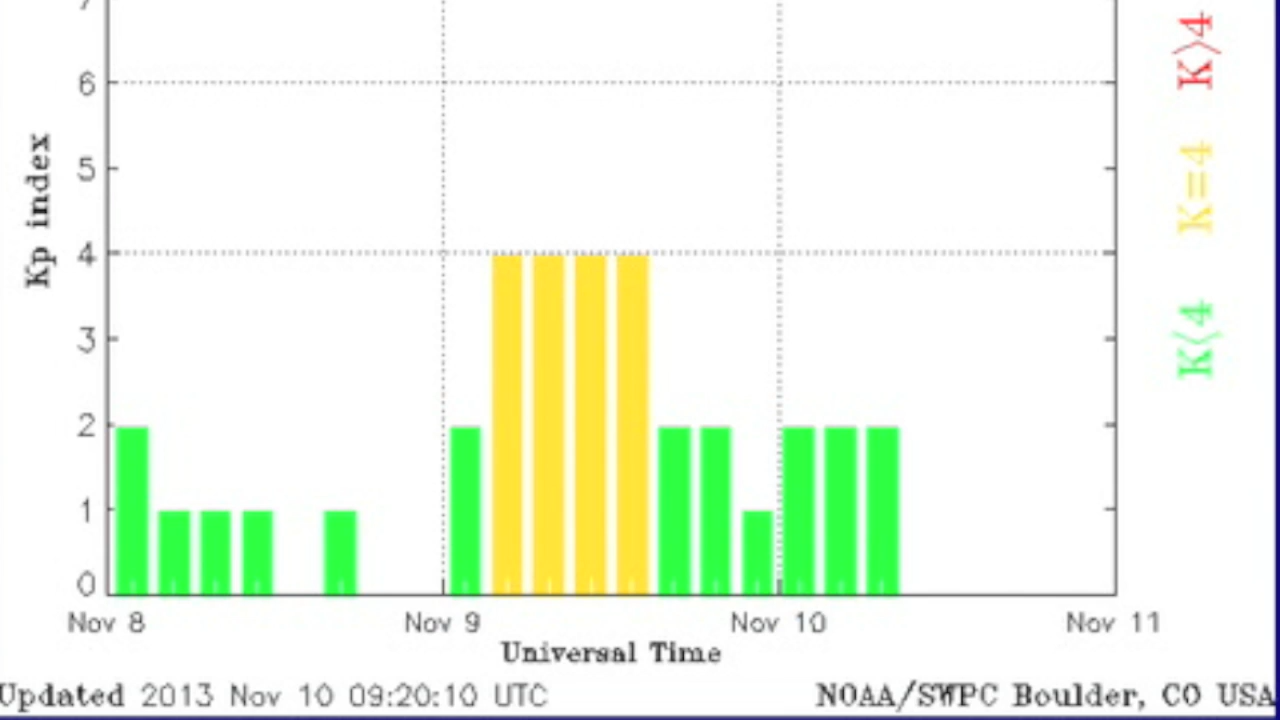 7
6
5
4
3
2
1
0
Kp index
K<4 K=4 K>4
Nov 8 Nov 9 Nov 10 Nov 11
Universal Time
Updated 2013 Nov 10 09:20:10 UTC NOAA/SWPC Boulder, CO USA